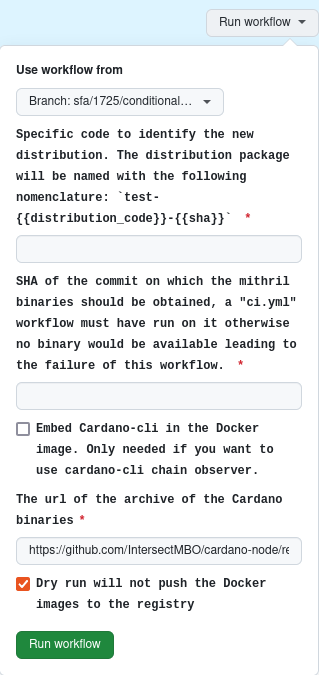 Run workflow
Use workflow from
Branch: sfa/1725/conditional...
Specific code to identify the new
distribution. The distribution package
will be named with the following
nomenclature: `test-
{{distribution_code}}-{{sha}}` *
SHA of the commit on which the mithril
binaries should be obtained, a "ci.yml"
workflow must have run on it otherwise
no binary would be available leading to
the failure of this workflow. *
Embed Cardano-cli in the Docker
image. Only needed if you want to
use cardano-cli chain observer.
The url of the archive of the Cardano
binaries *
https://github.com/IntersectMBO/cardano-node/re
Dry run will not push the Docker
images to the registry
Run workflow